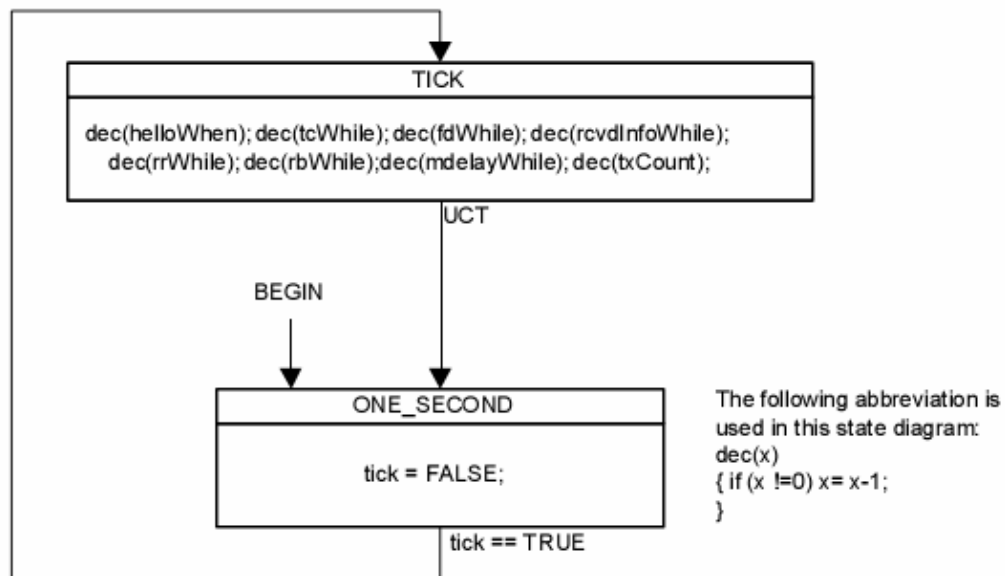 TICK
dec(helloWhen); dec(tcWhile); dec(fdWhile); dec(rcvdInfoWhile);
dec(rrWhile); dec(rbWhile);dec(mdelayWhile); dec(txCount);
UCT
BEGIN
ONE_SECOND
tick = FALSE;
tick == TRUE
The following abbreviation is
used in this state diagram:
dec(x)
{ if (x !=0) x= x-1;
}